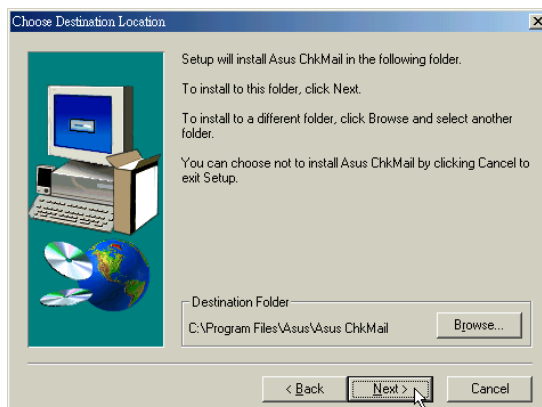 Choose Destination Location
Setup will install Asus ChkMail in the following folder.
To install to this folder, click Next.
To install to a different folder, click Browse and select another
folder.
You can choose not to install Asus ChkMail by clicking Cancel to
exit Setup.
Destination Folder
C:\Program Files\Asus\Asus ChkMail
Browse...
< Back
Next >
Cancel